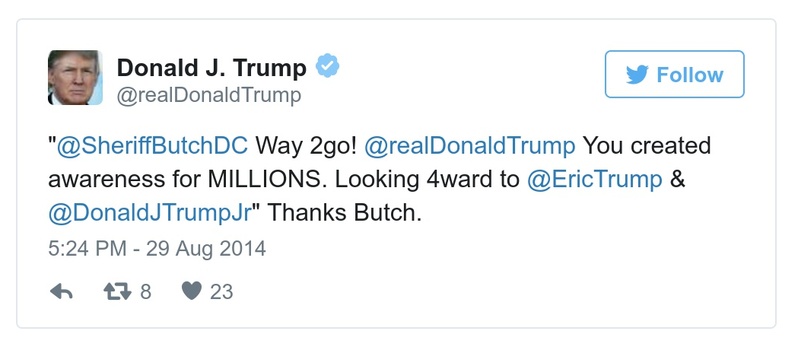 Donald J. Trump
@realDonaldTrump
Follow
"@SheriffButchDC Way 2go! @realDonaldTrump You created
awareness for MILLIONS. Looking 4ward to @EricTrump &
@DonaldJTrumpJr" Thanks Butch.
5:24 PM - 29 Aug 2014
8 23